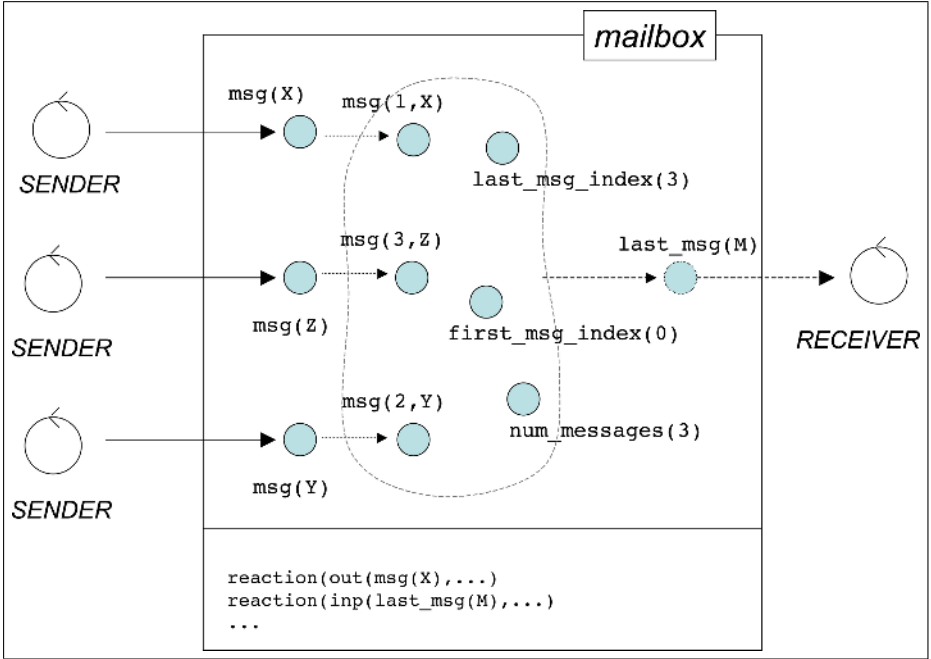 mailbox
msg(X)
msg(1,X)
SENDER
last_msg_index(3)
msg(3,Z)
last_msg(M)
msg(Z)
first_msg_index(0)
SENDER
RECEIVER
msg(2,Y)
num_messages(3)
msg(Y)
SENDER
reaction(out(msg(X),...)
reaction(inp(last_msg(M),...)
...